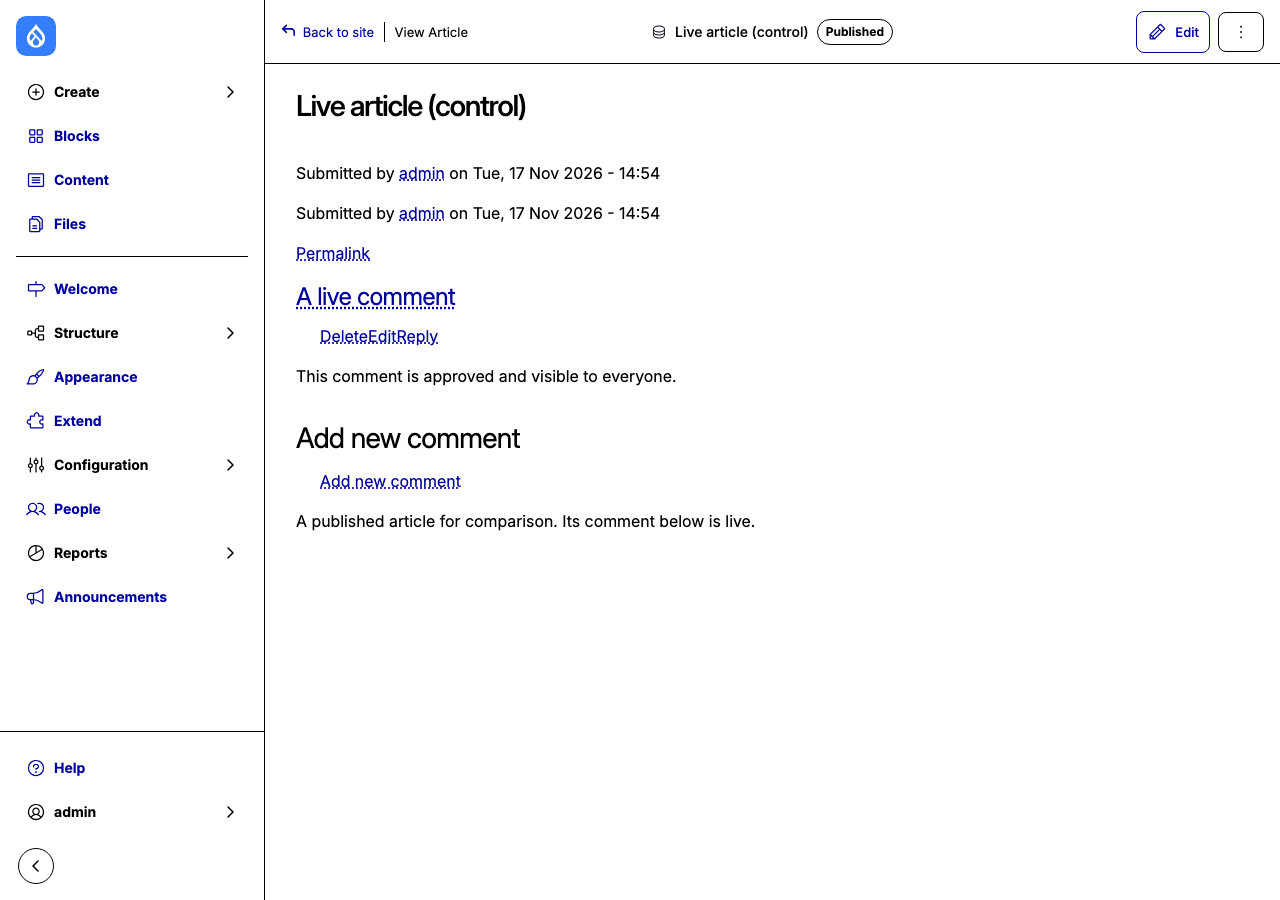 Create
Blocks
Content
Files
Welcome
Structure
Appearance
Extend
Configuration
People
Reports
Announcements
Help
admin
Back to site
View Article
Live article (control)
Published
Edit
Live article (control)
Submitted by admin on Tue, 17 Nov 2026 - 14:54
Submitted by admin on Tue, 17 Nov 2026 - 14:54
Permalink
A live comment
DeleteEditReply
This comment is approved and visible to everyone.
Add new comment
Add new comment
A published article for comparison. Its comment below is live.